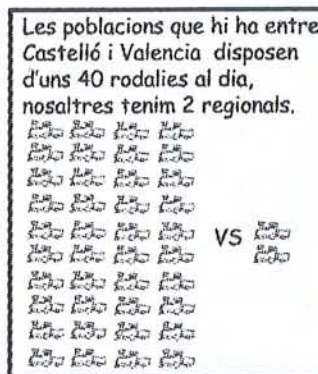 Les poblacions que hi ha entre
Castelló i Valencia disposen
d'uns 40 rodalies al dia,
nosaltres tenim 2 regionals.
VS